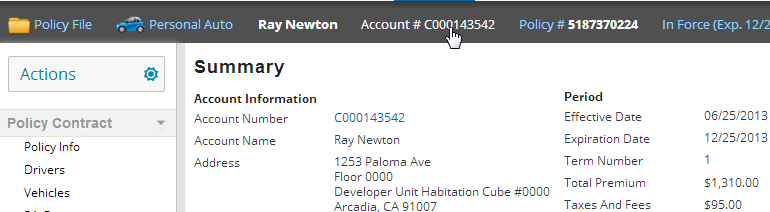 Policy File Personal Auto Ray Newton Account # C000143542 Policy # 5187370224 In Force (Exp. 12/2
Actions
Policy Contract
Policy Info
Drivers
Vehicles
Summary
Account Information
Account Number C000143542
Account Name Ray Newton
Address 1253 Paloma Ave
Floor 0000
Developer Unit Habitation Cube #0000
Arcadia, CA 91007
Period
Effective Date 06/25/2013
Expiration Date 12/25/2013
Term Number 1
Total Premium $1,310.00
Taxes And Fees $95.00